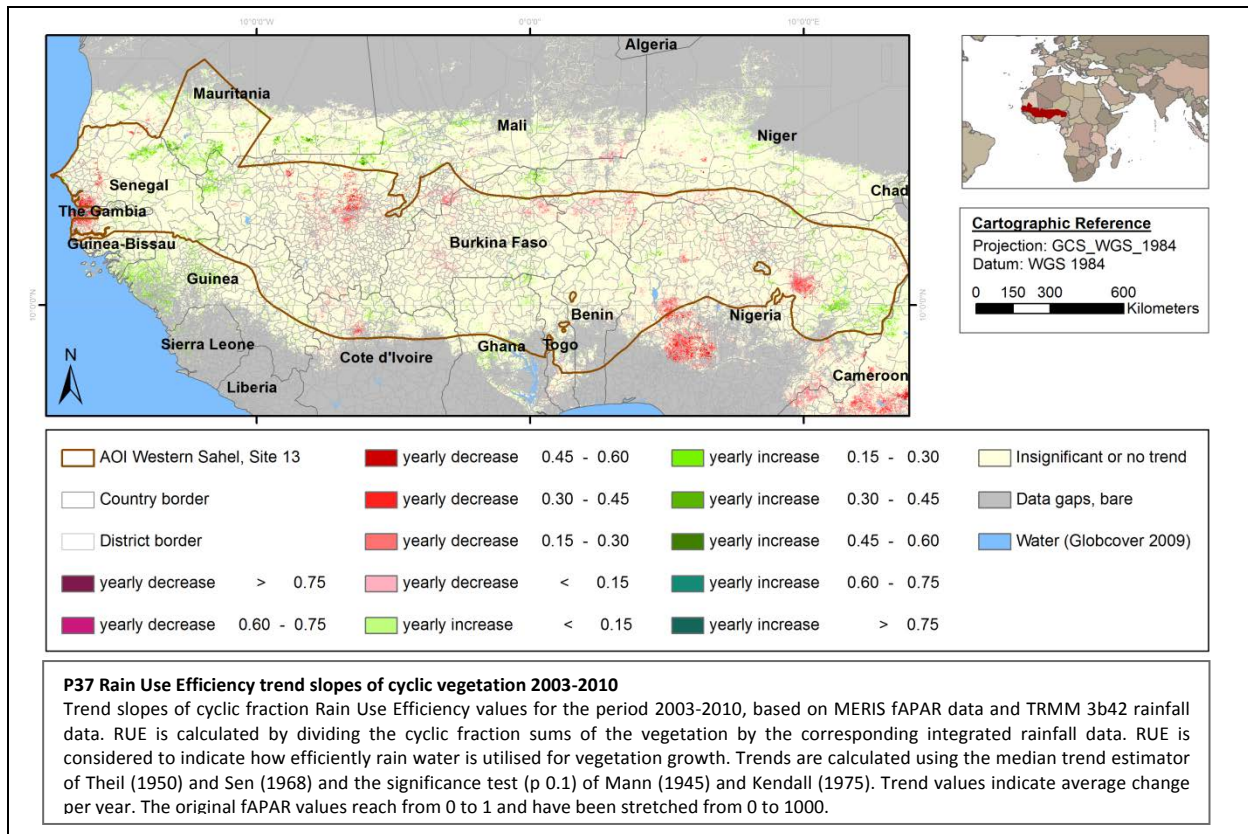 10°0'0"W
0°0'0"
10°0'0"E
Algeria
Mauritania
Mali
Niger
Chad
Senegal
The Gambia
Guinea-Bissau
Burkina Faso
Guinea
Benin
Nigeria
Sierra Leone
Cote d'Ivoire
Ghana
Togo
Liberia
Cameroon
10°0'0"N
10°0'0"N
N
Cartographic Reference
Projection: GCS_WGS_1984
Datum: WGS 1984
0 150 300 600
Kilometers
AOI Western Sahel, Site 13
Country border
District border
yearly decrease > 0.75
yearly decrease 0.60 - 0.75
yearly decrease 0.45 - 0.60
yearly decrease 0.30 - 0.45
yearly decrease 0.15 - 0.30
yearly decrease < 0.15
yearly increase < 0.15
yearly increase 0.15 - 0.30
yearly increase 0.30 - 0.45
yearly increase 0.45 - 0.60
yearly increase 0.60 - 0.75
yearly increase > 0.75
Insignificant or no trend
Data gaps, bare
Water (Globcover 2009)
P37 Rain Use Efficiency trend slopes of cyclic vegetation 2003-2010
Trend slopes of cyclic fraction Rain Use Efficiency values for the period 2003-2010, based on MERIS fAPAR data and TRMM 3b42 rainfall
data. RUE is calculated by dividing the cyclic fraction sums of the vegetation by the corresponding integrated rainfall data. RUE is
considered to indicate how efficiently rain water is utilised for vegetation growth. Trends are calculated using the median trend estimator
of Theil (1950) and Sen (1968) and the significance test (p 0.1) of Mann (1945) and Kendall (1975). Trend values indicate average change
per year. The original fAPAR values reach from 0 to 1 and have been stretched from 0 to 1000.